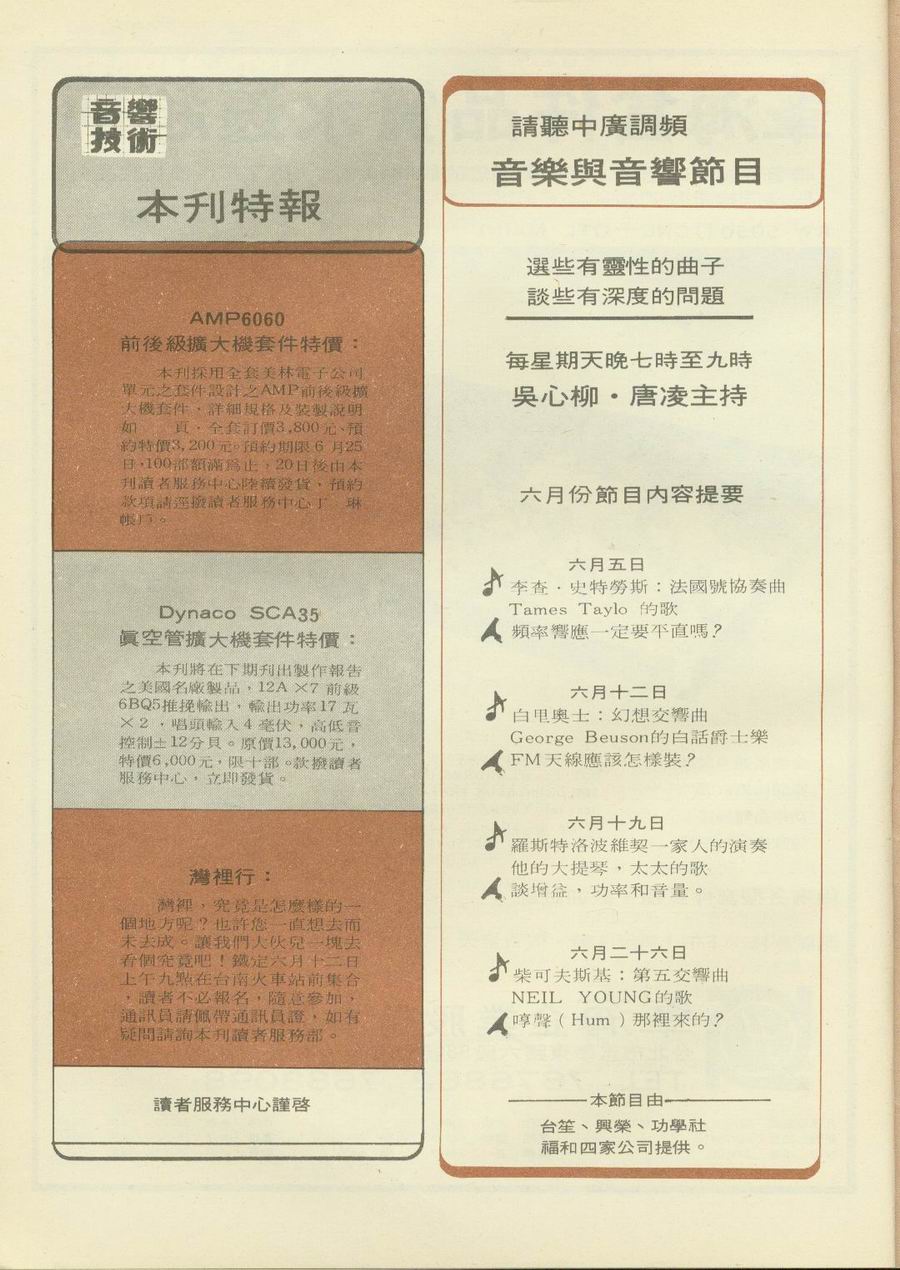 音響
技術
本刊特報
AMP6060
前後級擴大機套件特價：
本刊採用全套美林電子公司
單元之套件設計之AMP前後級擴
大機套件，詳細規格及裝製說明
如　　頁，全套訂價3,800元、預
約特價3,200元。預約期限6月25
日，100部額滿爲止，20日後由本
刊讀者服務中心陸續發貨，預約
款項請逕撥讀者服務中心丁　琳
帳戶。
Dynaco SCA35
眞空管擴大機套件特價：
本刊將在下期刊出製作報告
之美國名廠製品，12A×7前級
6BQ5推挽輸出，輸出功率17瓦
×2，唱頭輸入4毫伏，高低音
控制±12分貝。原價13,000元，
特價6,000元，限十部。款撥讀者
服務中心，立即發貨。
灣裡行：
灣裡，究竟是怎麼樣的一
個地方呢？也許您一直想去而
未去成。讓我們大伙兒一塊去
看個究竟吧！鐵定六月十二日
上午九點在台南火車站前集合
，讀者不必報名，隨意參加，
通訊員請佩帶通訊員證，如有
疑問請詢本刊讀者服務部。
讀者服務中心謹啓
請聽中廣調頻
音樂與音響節目
選些有靈性的曲子
談些有深度的問題
每星期天晚七時至九時
吳心柳・唐凌主持
六月份節目內容提要
六月五日
李查・史特勞斯：法國號協奏曲
Tames Taylo 的歌
頻率響應一定要平直嗎？
六月十二日
白里奧士：幻想交響曲
George Beuson的白話爵士樂
FM天線應該怎樣裝？
六月十九日
羅斯特洛波維契一家人的演奏
他的大提琴，太太的歌
談增益，功率和音量。
六月二十六日
柴可夫斯基：第五交響曲
NEIL YOUNG的歌
哼聲（Hum）那裡來的？
本節目由
台笙、興榮、功學社
福和四家公司提供。